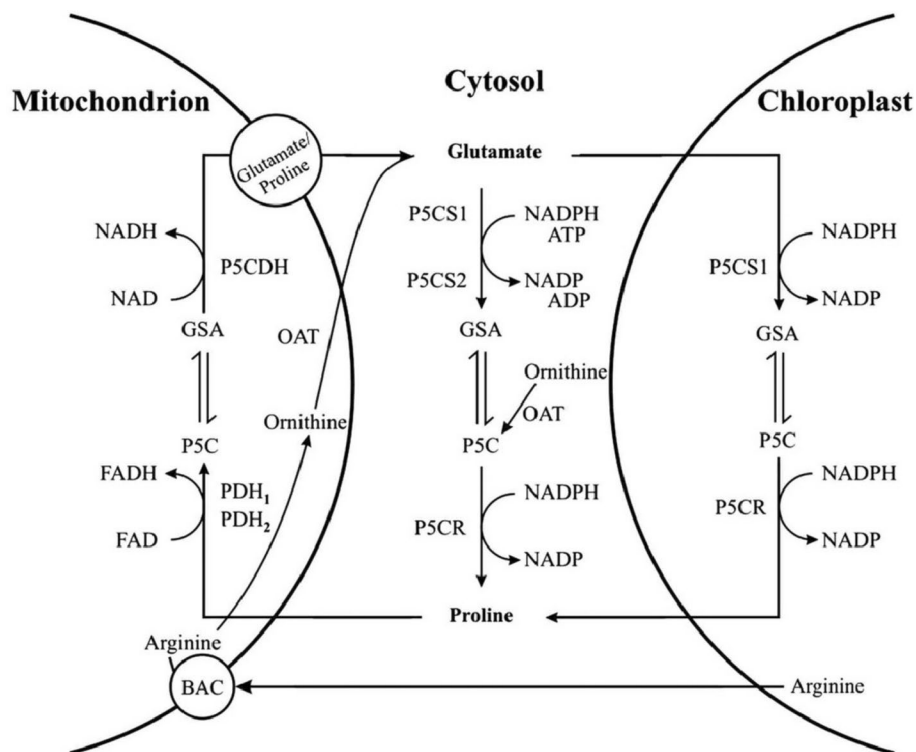 Mitochondrion
Cytosol
Chloroplast
Glutamate/
Proline
NADH
NAD
P5CDH
GSA
P5C
FADH
FAD
PDH₁
PDH₂
OAT
Ornithine
Arginine
BAC
Glutamate
P5CS1
P5CS2
NADPH
ATP
NADP
ADP
GSA
Ornithine
OAT
P5C
P5CR
NADPH
NADP
Proline
P5CS1
NADPH
NADP
GSA
P5C
P5CR
NADPH
NADP
Arginine